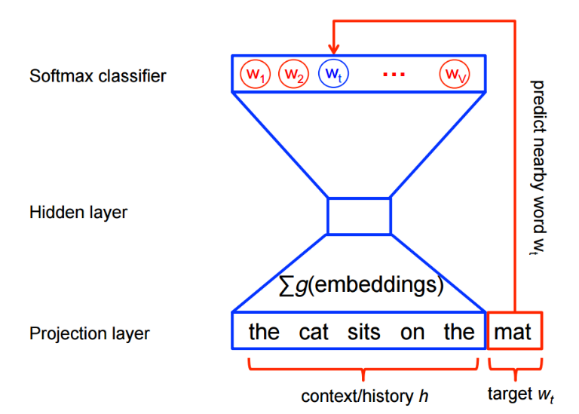 Softmax classifier
w1 w2 wt ... wV
predict nearby word wt
Hidden layer
∑g(embeddings)
Projection layer
the cat sits on the mat
context/history h
target wt